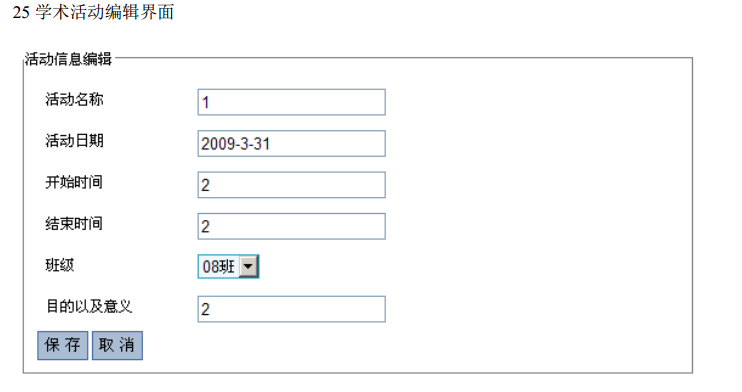 25 学术活动编辑界面
活动信息编辑
活动名称 1
活动日期 2009-3-31
开始时间 2
结束时间 2
班级 08班
目的以及意义 2
保 存 取 消